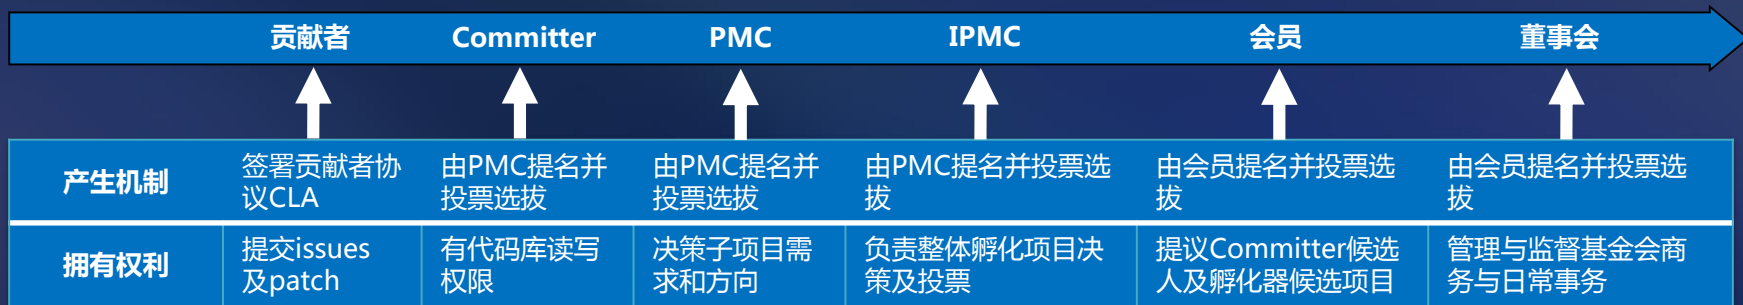 贡献者 Committer PMC IPMC 会员 董事会
产生机制
签署贡献者协
议CLA
由PMC提名并
投票选拔
由PMC提名并
投票选拔
由PMC提名并投票选
拔
由会员提名并投票选
拔
由会员提名并投票选
拔
拥有权利
提交issues
及patch
有代码库读写
权限
决策子项目需
求和方向
负责整体孵化项目决
策及投票
提议Committer候选
人及孵化器候选项目
管理与监督基金会商
务与日常事务